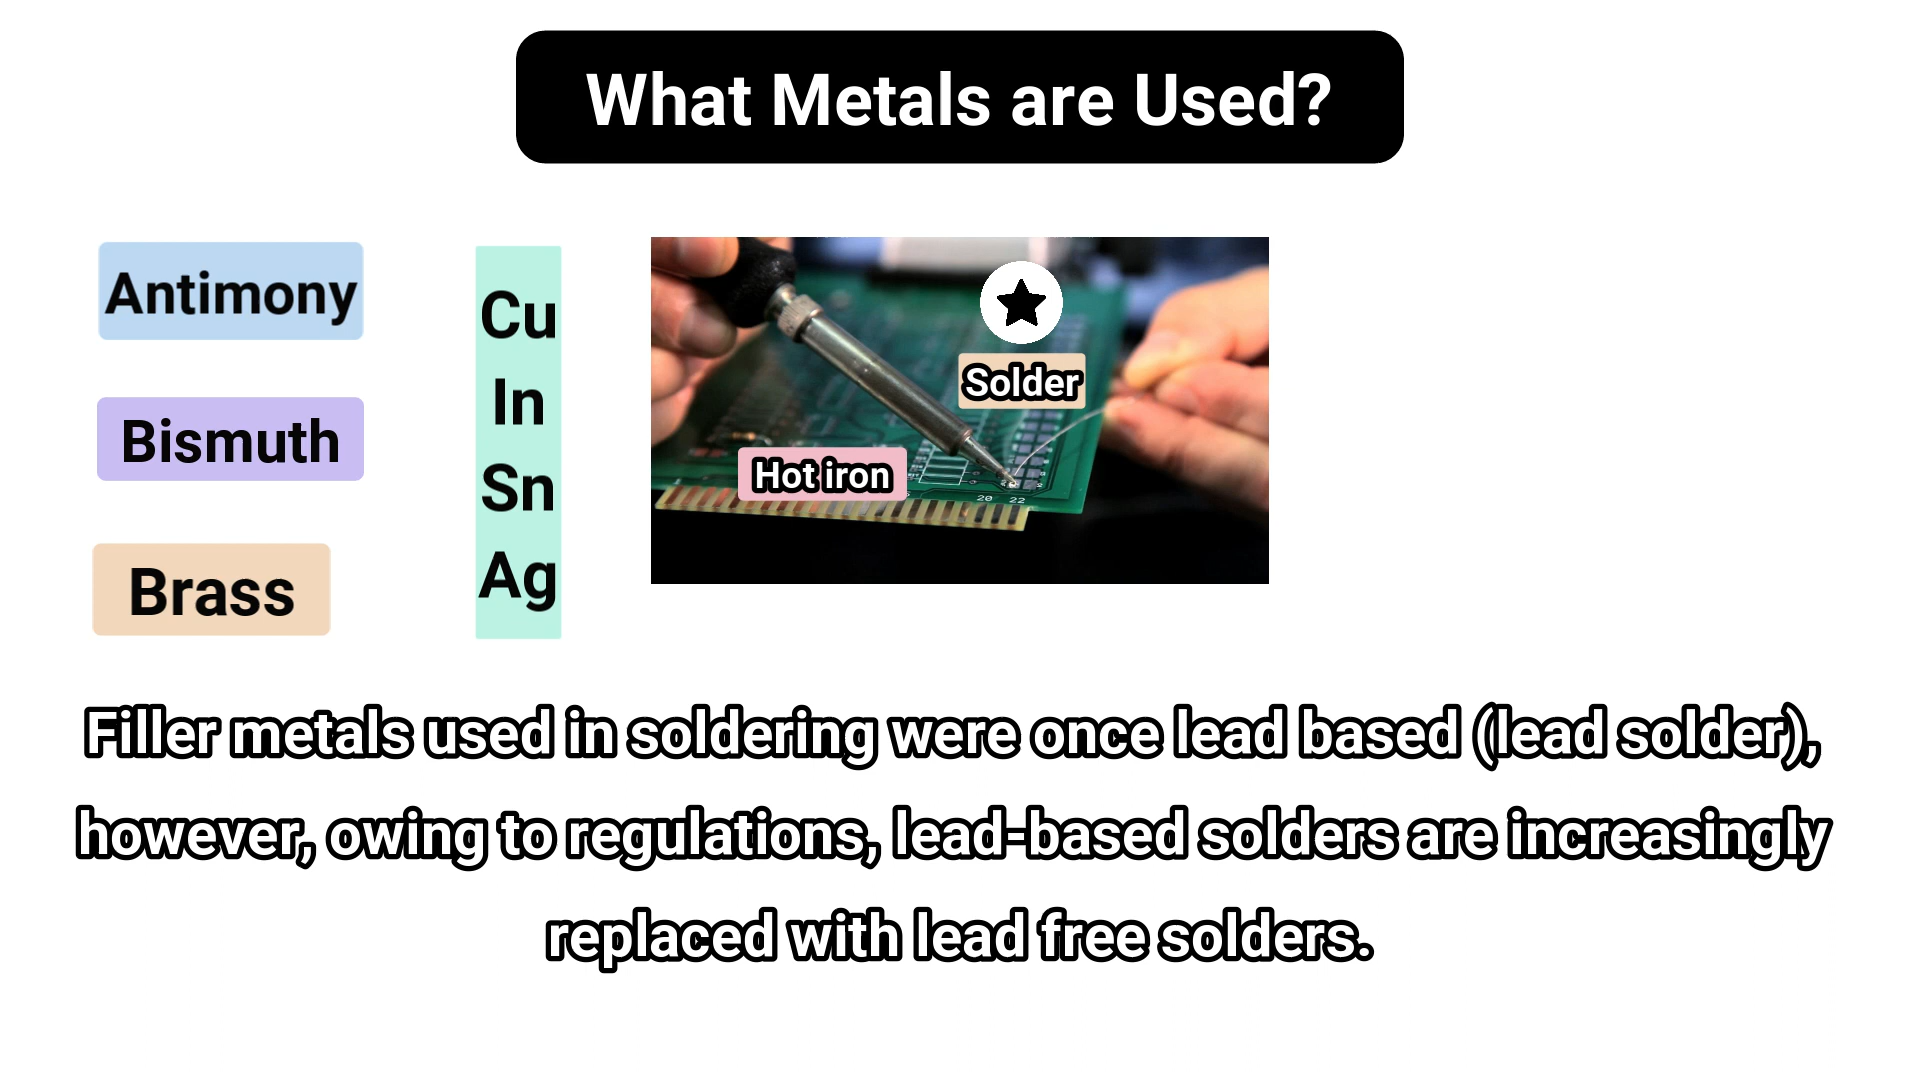 What Metals are Used?
Antimony
Bismuth
Brass
Cu
In
Sn
Ag
Solder
Hot iron
20 22
Filler metals used in soldering were once lead based (lead solder),
however, owing to regulations, lead-based solders are increasingly
replaced with lead free solders.